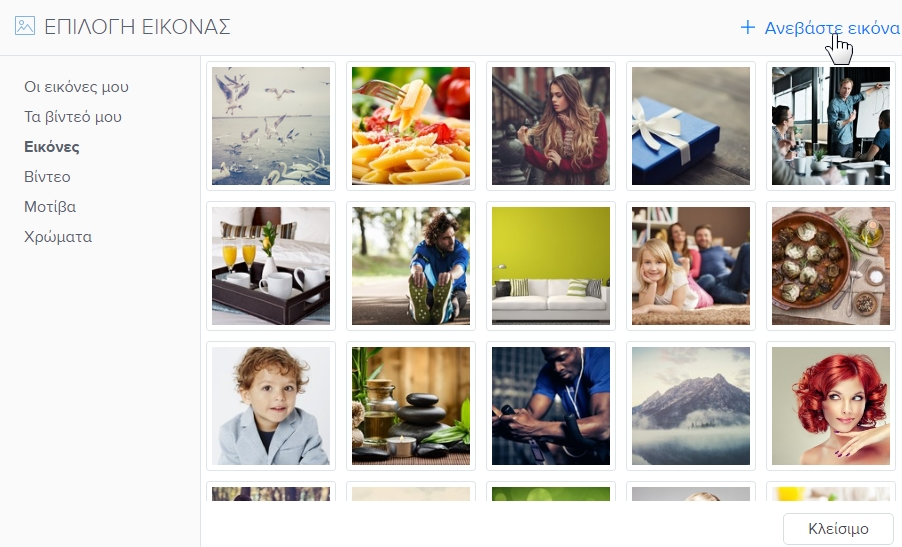 ΕΠΙΛΟΓΗ ΕΙΚΟΝΑΣ
+ Ανεβάστε εικόνα
Οι εικόνες μου
Τα βίντεό μου
Εικόνες
Βίντεο
Μοτίβα
Χρώματα
Κλείσιμο